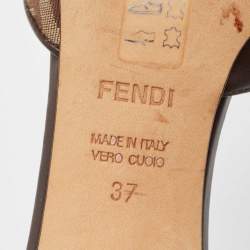 FENDI
MADE IN ITALY
VERO CUOIO
37